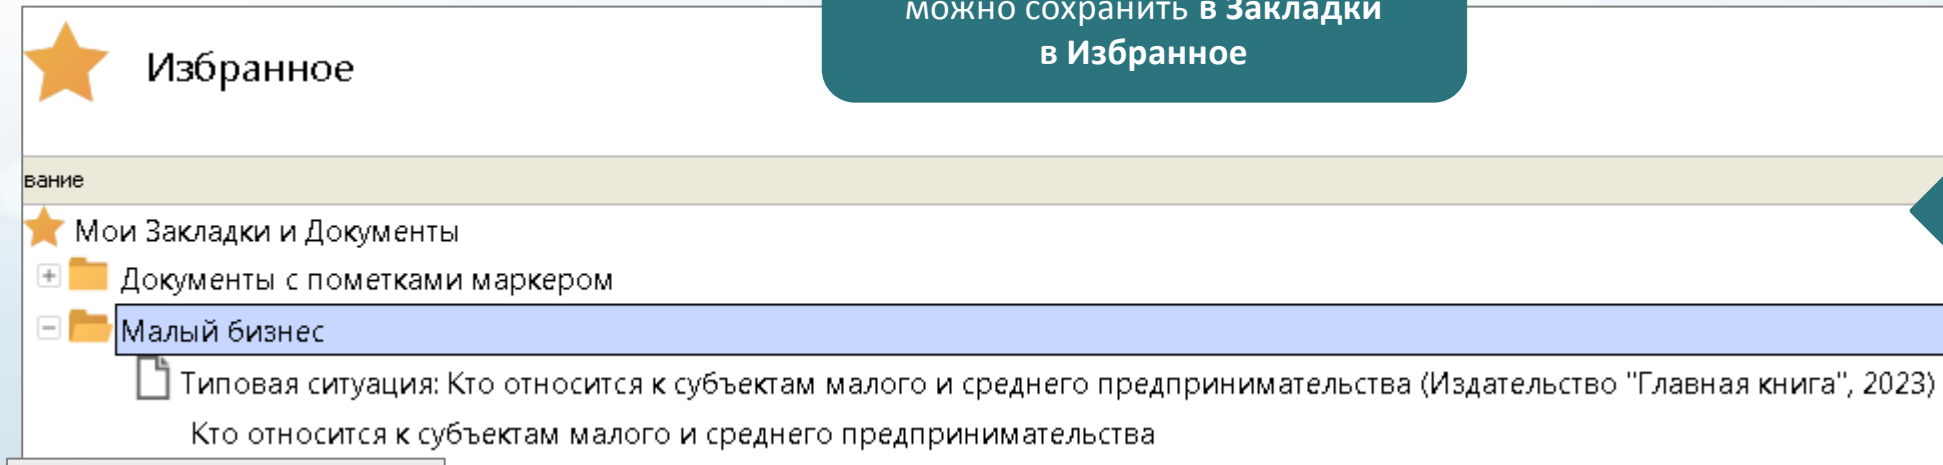 можно сохранить в Закладки
в Избранное
Избранное
вание
Мои Закладки и Документы
Документы с пометками маркером
Малый бизнес
Типовая ситуация: Кто относится к субъектам малого и среднего предпринимательства (Издательство "Главная книга", 2023)
Кто относится к субъектам малого и среднего предпринимательства